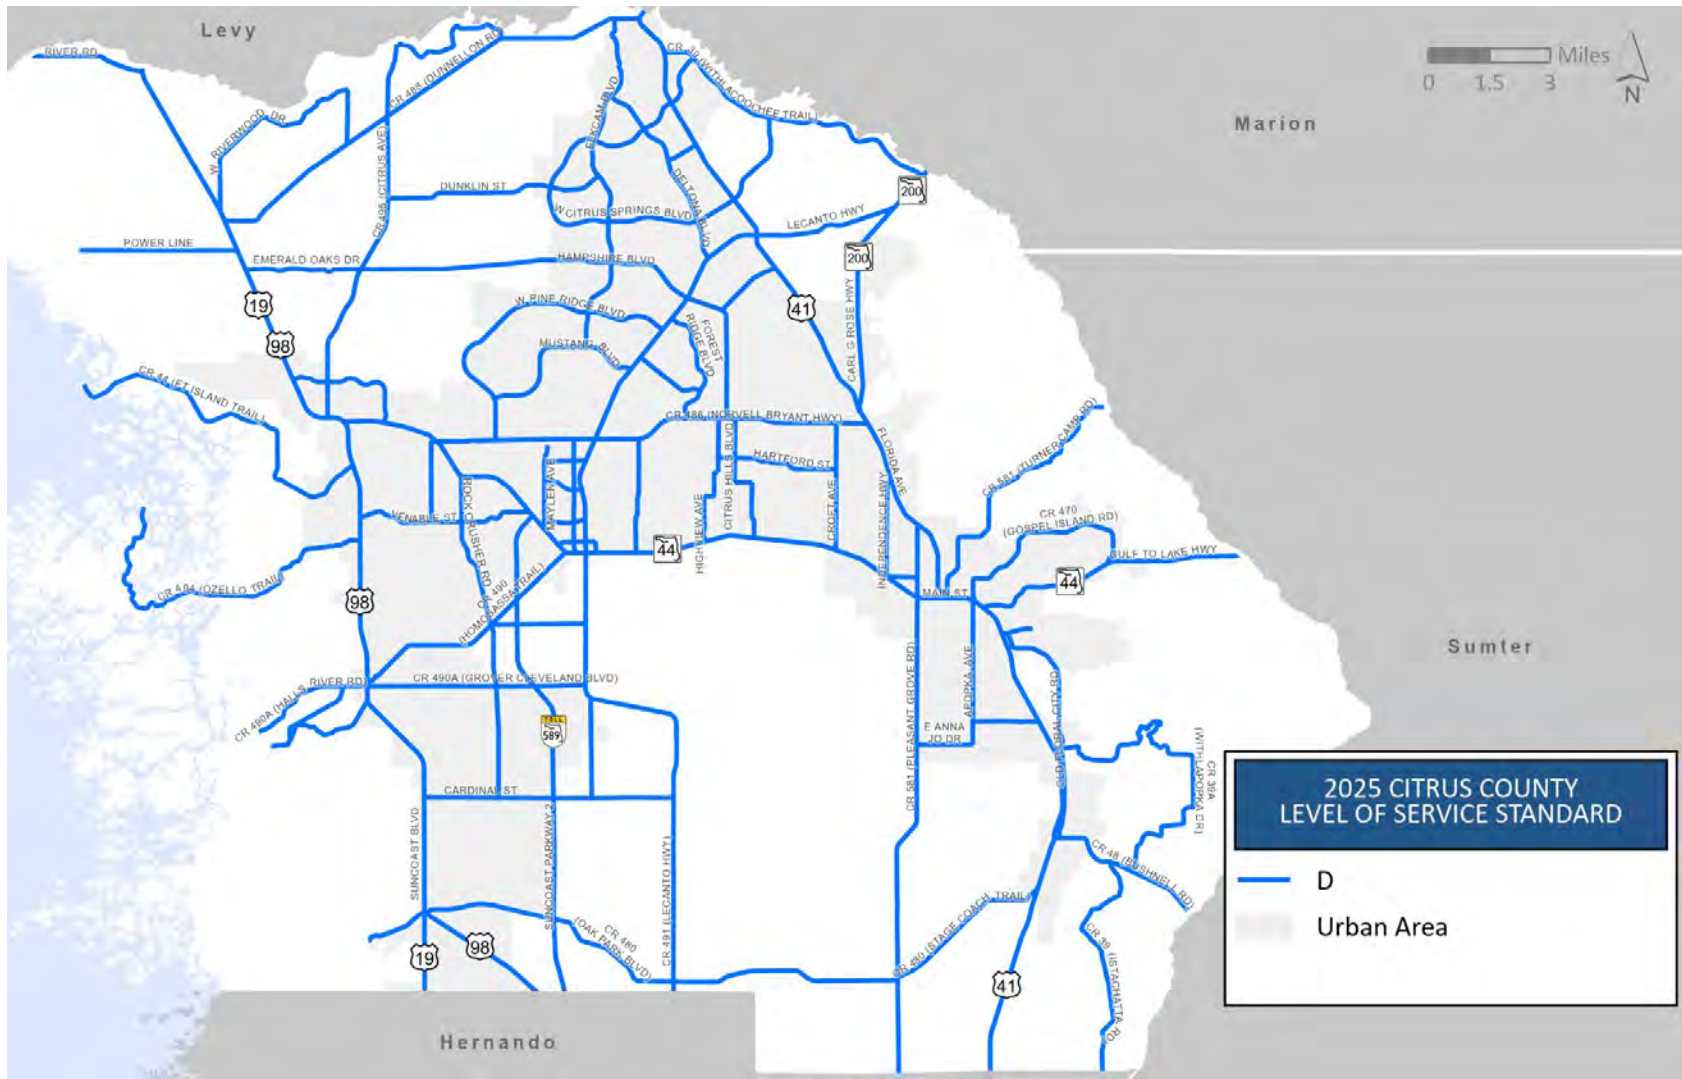 Levy
RIVER RD
CR 488 (DUNNELLON RD)
CR 39 (WITHLACOOCHEE TRAIL)
Miles
0 1.5 3
N
Marion
W RIVERWOOD DR
CR 495 (CITRUS AVE)
ELKCAM BLVD
DUNKLIN ST
DELTONA BLVD
W CITRUS SPRINGS BLVD
LECANTO HWY
200
POWER LINE
EMERALD OAKS DR
HAMPSHIRE BLVD
200
19
W PINE RIDGE BLVD
41
CARL G ROSE HWY
98
MUSTANG BLVD
FOREST
RIDGE BLVD
CR 44 (FT ISLAND TRAIL)
CR 486 (NORVELL BRYANT HWY)
CR 581 (TURNER CAMP RD)
FLORIDA AVE
HARTFORD ST
CITRUS HILLS BLVD
CROFT AVE
INDEPENDENCE HWY
HIGHVIEW AVE
MAYLEN AVE
ROCK CRUSHER RD
VENABLE ST
CR 470
(GOSPEL ISLAND RD)
GULF TO LAKE HWY
44
44
CR 494 (OZELLO TRAIL)
98
CR 490
(HOMOSASSA TRAIL)
MAIN ST
Sumter
CR 581 (PLEASANT GROVE RD)
APOPKA AVE
OLD FLORAL CITY RD
CR 490A (HALLS RIVER RD)
CR 490A (GROVER CLEVELAND BLVD)
TOLL
589
E ANNA
JO DR
CR 39A
(WITHLAPOPKA DR)
CARDINAL ST
SUNCOAST BLVD
SUNCOAST PARKWAY 2
CR 491 (LECANTO HWY)
CR 48 (BUSHNELL RD)
CR 480 (STAGE COACH TRAIL)
CR 480
(OAK PARK BLVD)
CR 39 (ISTACHATTA RD)
19
98
41
Hernando
2025 CITRUS COUNTY
LEVEL OF SERVICE STANDARD
D
Urban Area